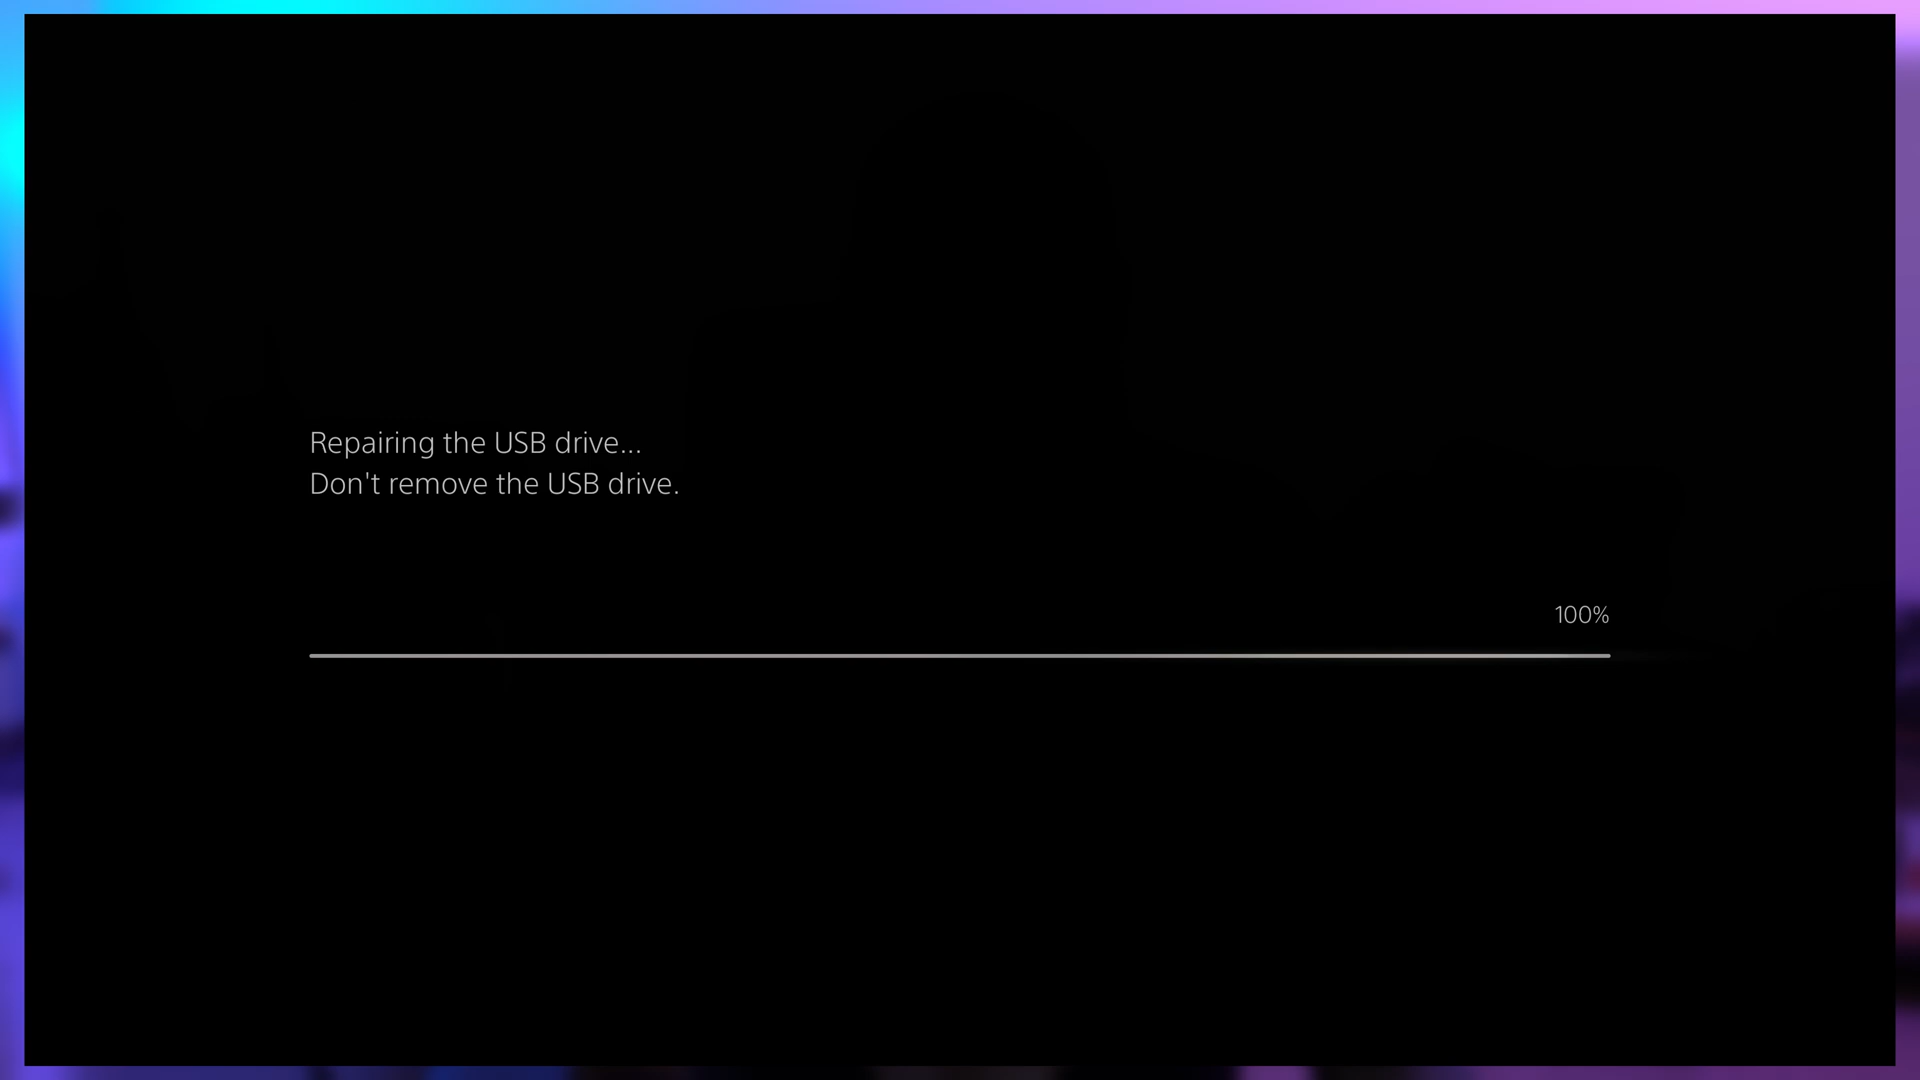 Repairing the USB drive...
Don't remove the USB drive.
100%